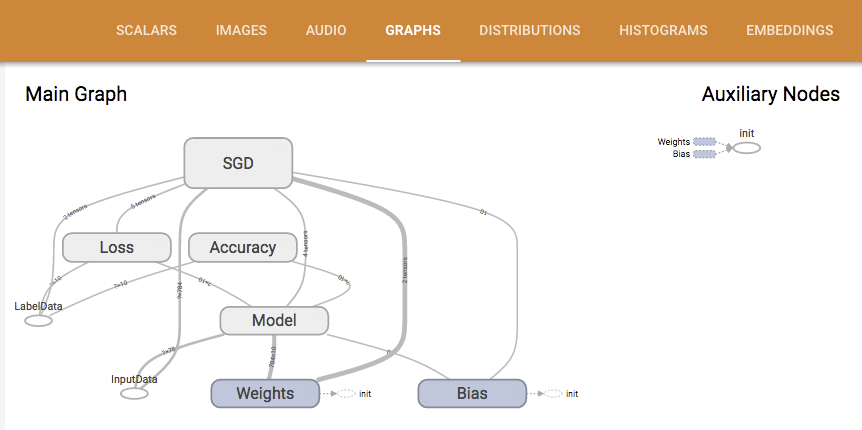 SCALARS IMAGES AUDIO GRAPHS DISTRIBUTIONS HISTOGRAMS EMBEDDINGS
Main Graph
Auxiliary Nodes
init
Weights
Bias
SGD
2 tensors
5 tensors
10
Loss
Accuracy
4 tensors
2 tensors
?×10
?×10
?×10
?×784
LabelData
Model
?×78
784×10
InputData
Weights
init
Bias
init